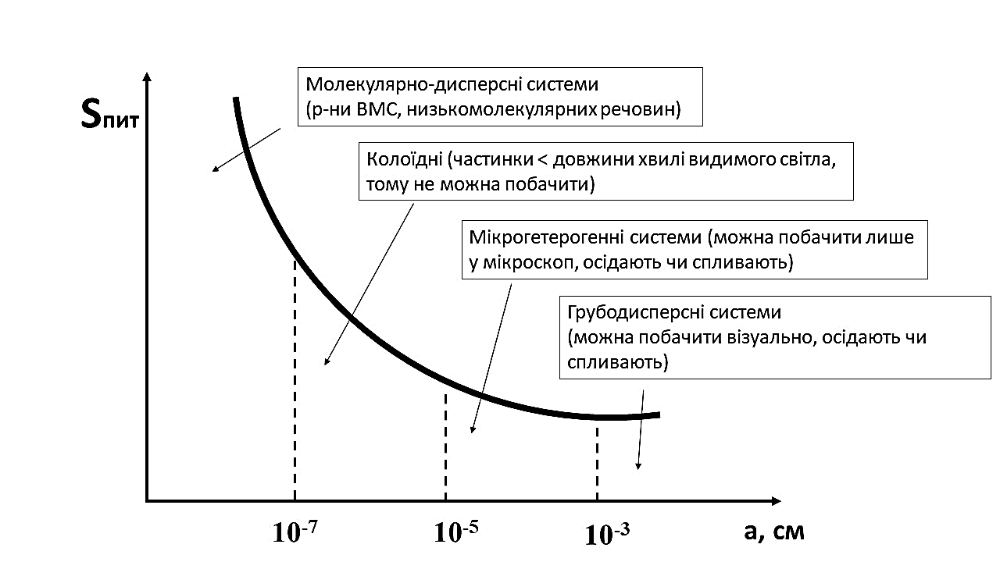 Молекулярно-дисперсні системи
(р-ни ВМС, низькомолекулярних речовин)
Sпит
Колоїдні (частинки < довжини хвилі видимого світла,
тому не можна побачити)
Мікрогетерогенні системи (можна побачити лише
у мікроскоп, осідають чи спливають)
Грубодисперсні системи
(можна побачити візуально, осідають чи
спливають)
10⁻⁷
10⁻⁵
10⁻³
а, см